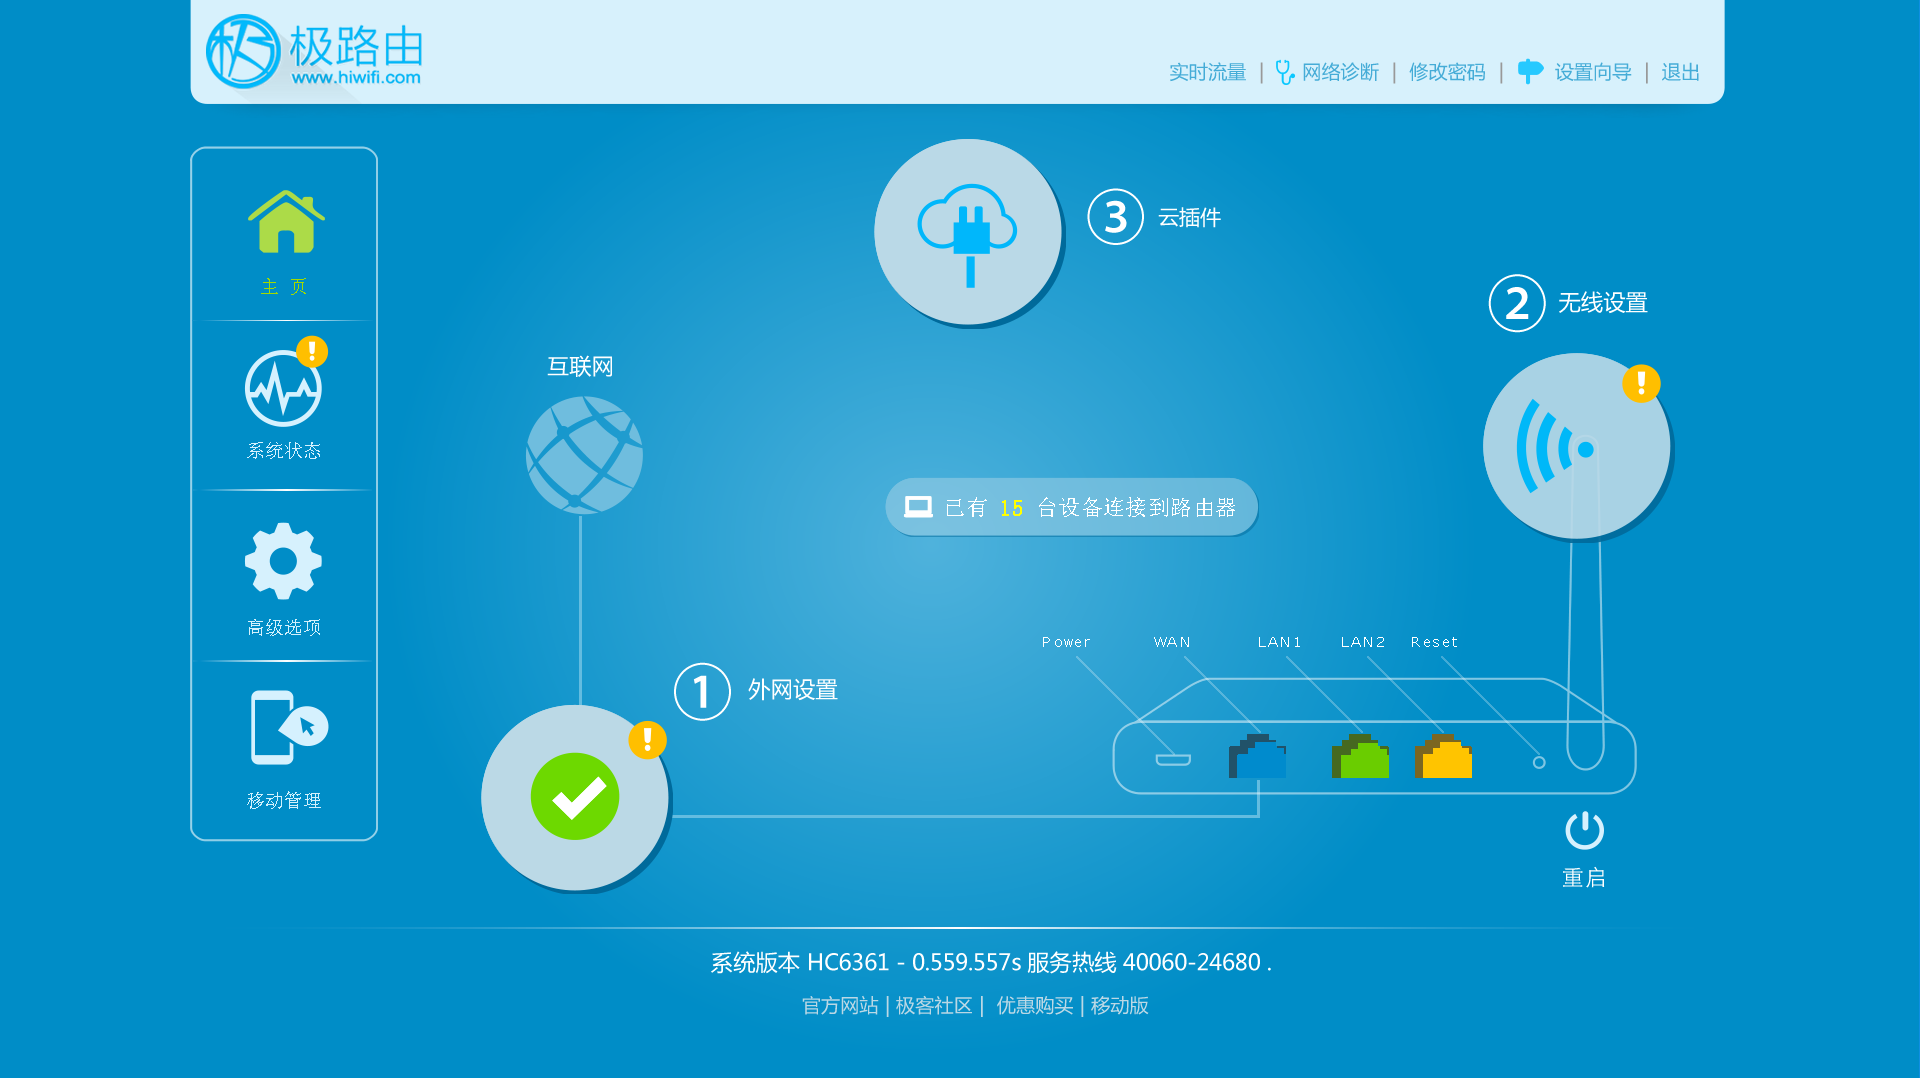 极路由
www.hiwifi.com
实时流量 | 网络诊断 | 修改密码 | 设置向导 | 退出
主 页
系统状态
高级选项
移动管理
3 云插件
2 无线设置
互联网
已有 15 台设备连接到路由器
Power WAN LAN1 LAN2 Reset
1 外网设置
重启
系统版本 HC6361 - 0.559.557s 服务热线 40060-24680 .
官方网站 | 极客社区 | 优惠购买 | 移动版